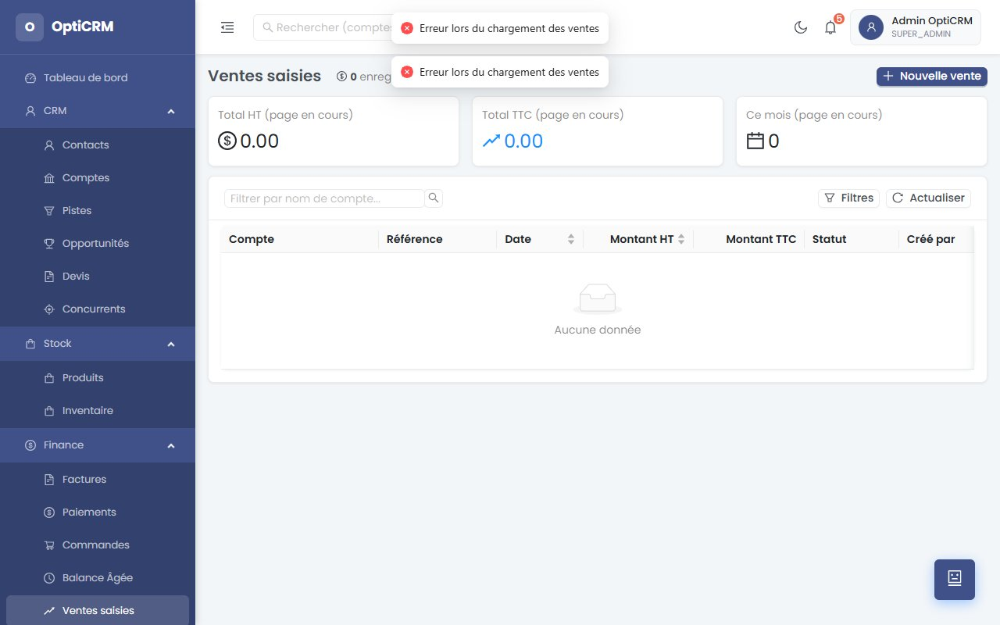 O OptiCRM
Rechercher (compte
Erreur lors du chargement des ventes
5
Admin OptiCRM
SUPER_ADMIN
Tableau de bord
CRM
Contacts
Comptes
Pistes
Opportunités
Devis
Concurrents
Stock
Produits
Inventaire
Finance
Factures
Paiements
Commandes
Balance Âgée
Ventes saisies
Erreur lors du chargement des ventes
Ventes saisies
0 enreg
Nouvelle vente
Total HT (page en cours)
0.00
Total TTC (page en cours)
0.00
Ce mois (page en cours)
0
Filtrer par nom de compte...
Filtres
Actualiser
Compte Référence Date Montant HT Montant TTC Statut Créé par
Aucune donnée